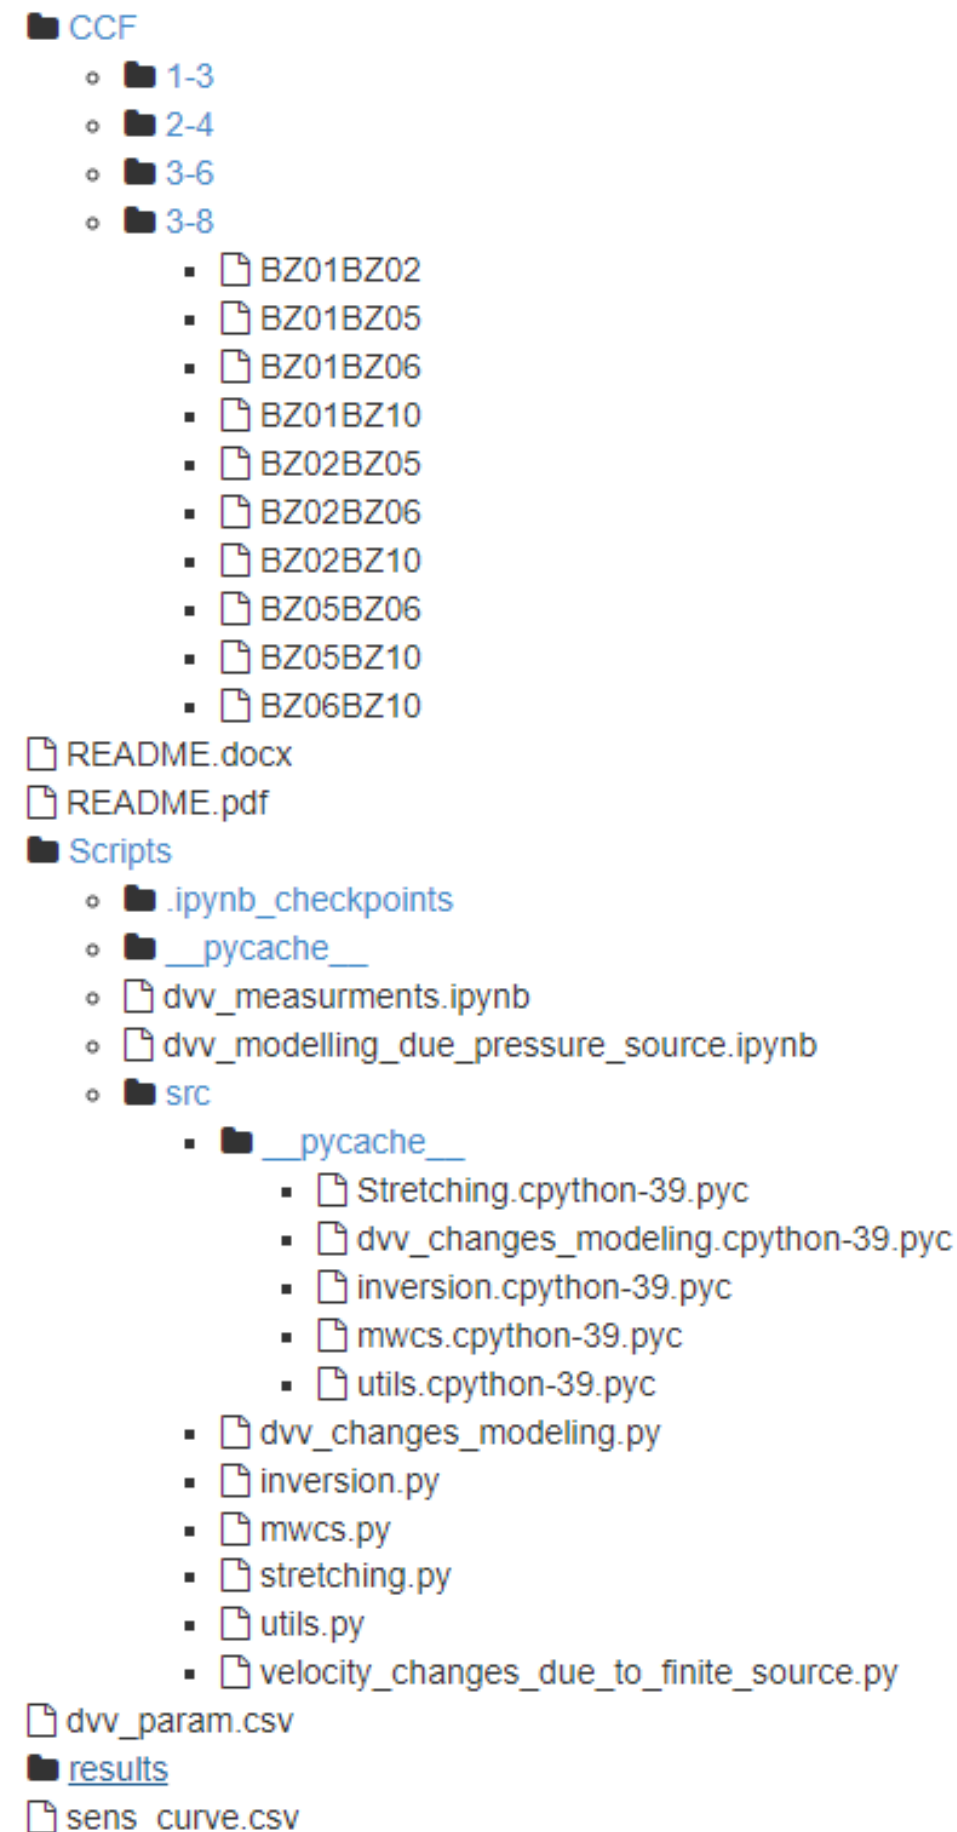 CCF
1-3
2-4
3-6
3-8
BZ01BZ02
BZ01BZ05
BZ01BZ06
BZ01BZ10
BZ02BZ05
BZ02BZ06
BZ02BZ10
BZ05BZ06
BZ05BZ10
BZ06BZ10
README.docx
README.pdf
Scripts
.ipynb_checkpoints
__pycache__
dvv_measurments.ipynb
dvv_modelling_due_pressure_source.ipynb
src
__pycache__
Stretching.cpython-39.pyc
dvv_changes_modeling.cpython-39.pyc
inversion.cpython-39.pyc
mwcs.cpython-39.pyc
utils.cpython-39.pyc
dvv_changes_modeling.py
inversion.py
mwcs.py
stretching.py
utils.py
velocity_changes_due_to_finite_source.py
dvv_param.csv
results
sens_curve.csv